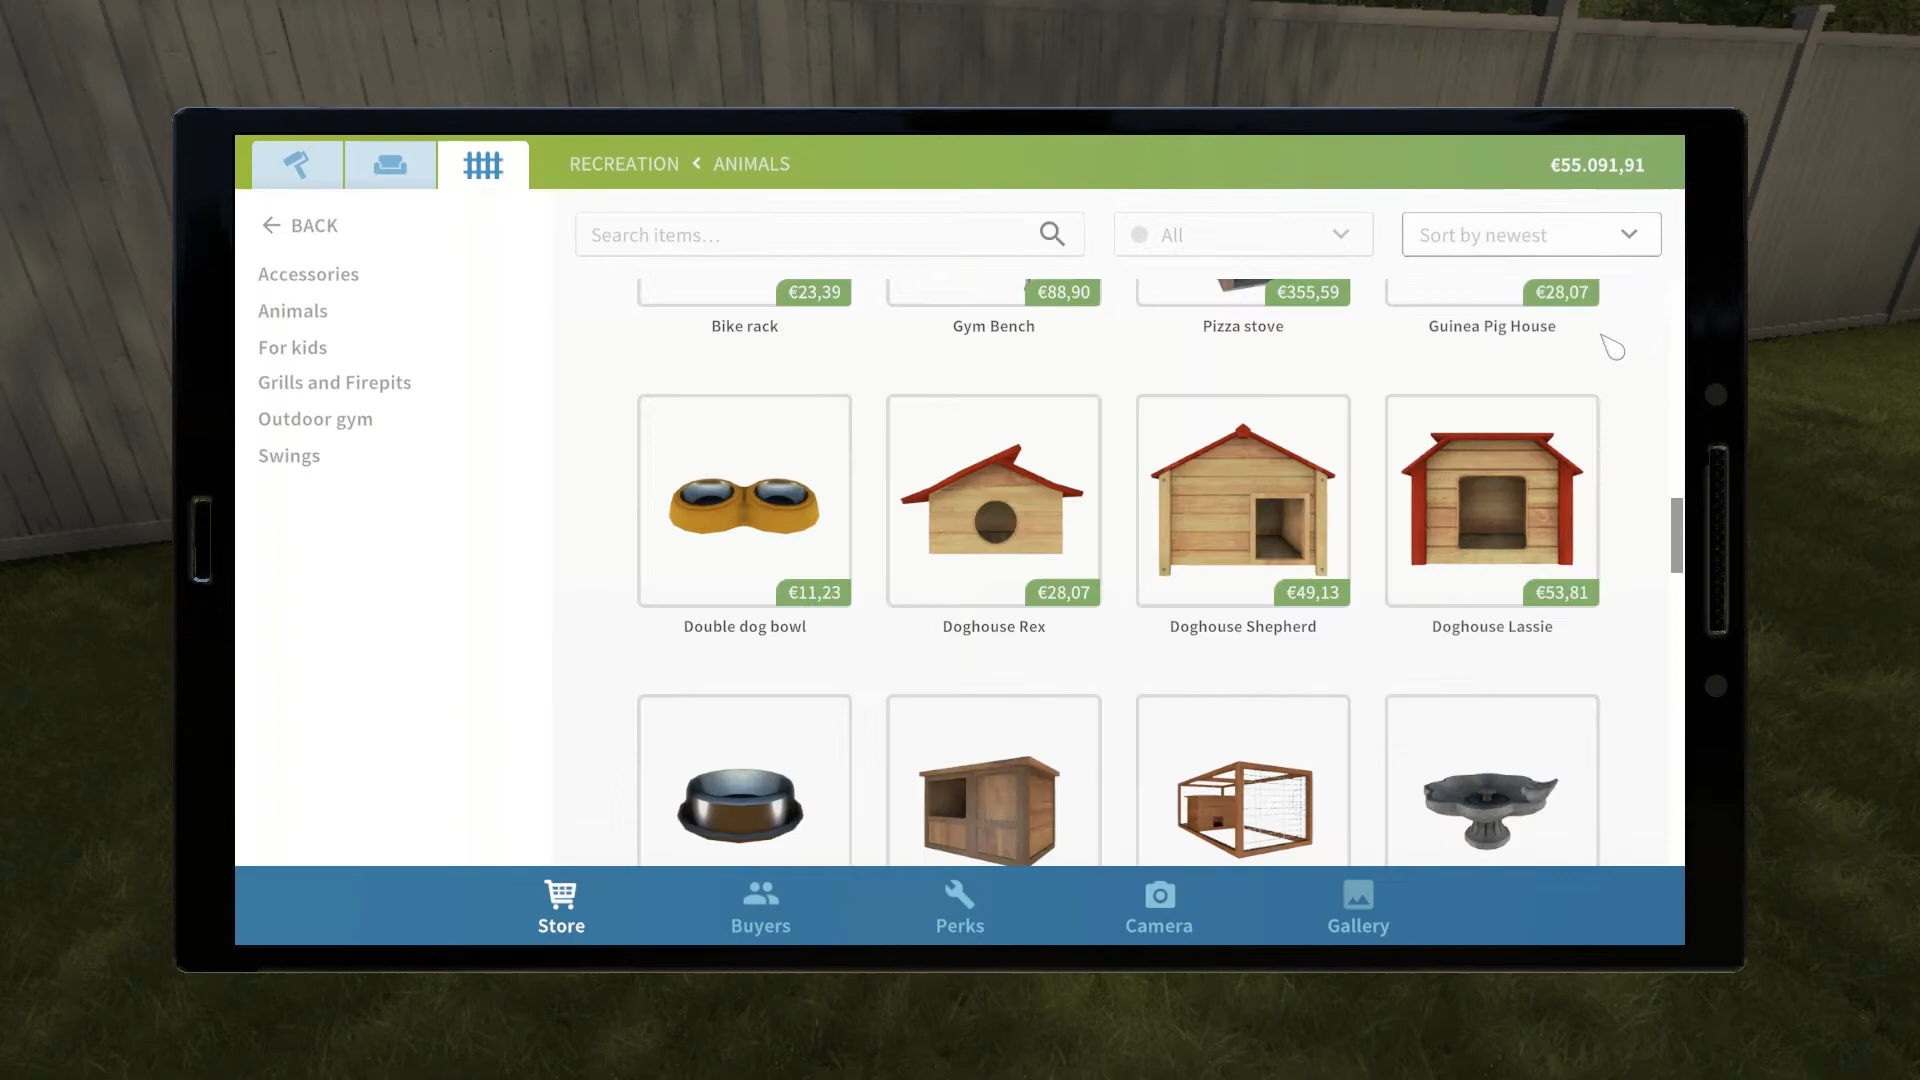 RECREATION < ANIMALS
€55.091,91
BACK
Search items...
All
Sort by newest
Accessories
Animals
For kids
Grills and Firepits
Outdoor gym
Swings
€23,39
€88,90
€355,59
€28,07
Bike rack
Gym Bench
Pizza stove
Guinea Pig House
€11,23
€28,07
€49,13
€53,81
Double dog bowl
Doghouse Rex
Doghouse Shepherd
Doghouse Lassie
Store
Buyers
Perks
Camera
Gallery